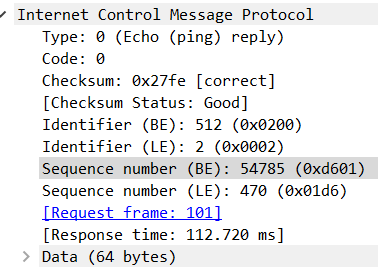 Internet Control Message Protocol
Type: 0 (Echo (ping) reply)
Code: 0
Checksum: 0x27fe [correct]
[Checksum Status: Good]
Identifier (BE): 512 (0x0200)
Identifier (LE): 2 (0x0002)
Sequence number (BE): 54785 (0xd601)
Sequence number (LE): 470 (0x01d6)
[Request frame: 101]
[Response time: 112.720 ms]
Data (64 bytes)